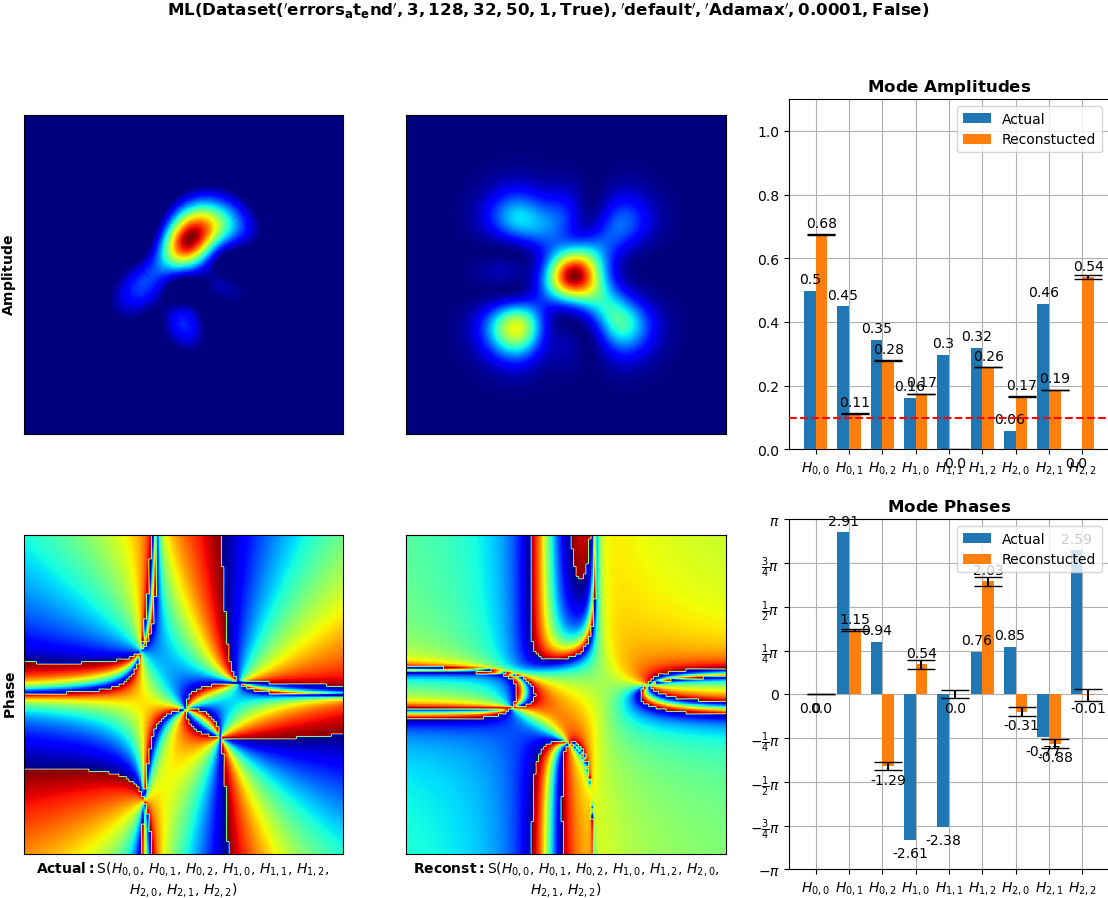 ML(Dataset('errors_at_end', 3, 128, 32, 50, 1, True), 'default', 'Adamax', 0.0001, False)
Amplitude
Mode Amplitudes
Actual
Reconstucted
1.0
0.8
0.6
0.4
0.2
0.0
0.5
0.68
0.45
0.11
0.35
0.28
0.16
0.17
0.3
0.0
0.32
0.26
0.06
0.17
0.46
0.19
0.0
0.54
H0,0 H0,1 H0,2 H1,0 H1,1 H1,2 H2,0 H2,1 H2,2
Phase
Mode Phases
Actual
Reconstucted
π
3/4π
1/2π
1/4π
0
−1/4π
−1/2π
−3/4π
−π
0.0
0.0
2.91
1.15
0.94
-1.29
-2.61
0.54
-2.38
0.0
0.76
2.03
0.85
-0.31
-0.77
-0.88
2.59
-0.01
H0,0 H0,1 H0,2 H1,0 H1,1 H1,2 H2,0 H2,1 H2,2
Actual: S(H0,0, H0,1, H0,2, H1,0, H1,1, H1,2,
H2,0, H2,1, H2,2)
Reconst: S(H0,0, H0,1, H0,2, H1,0, H1,2, H2,0,
H2,1, H2,2)